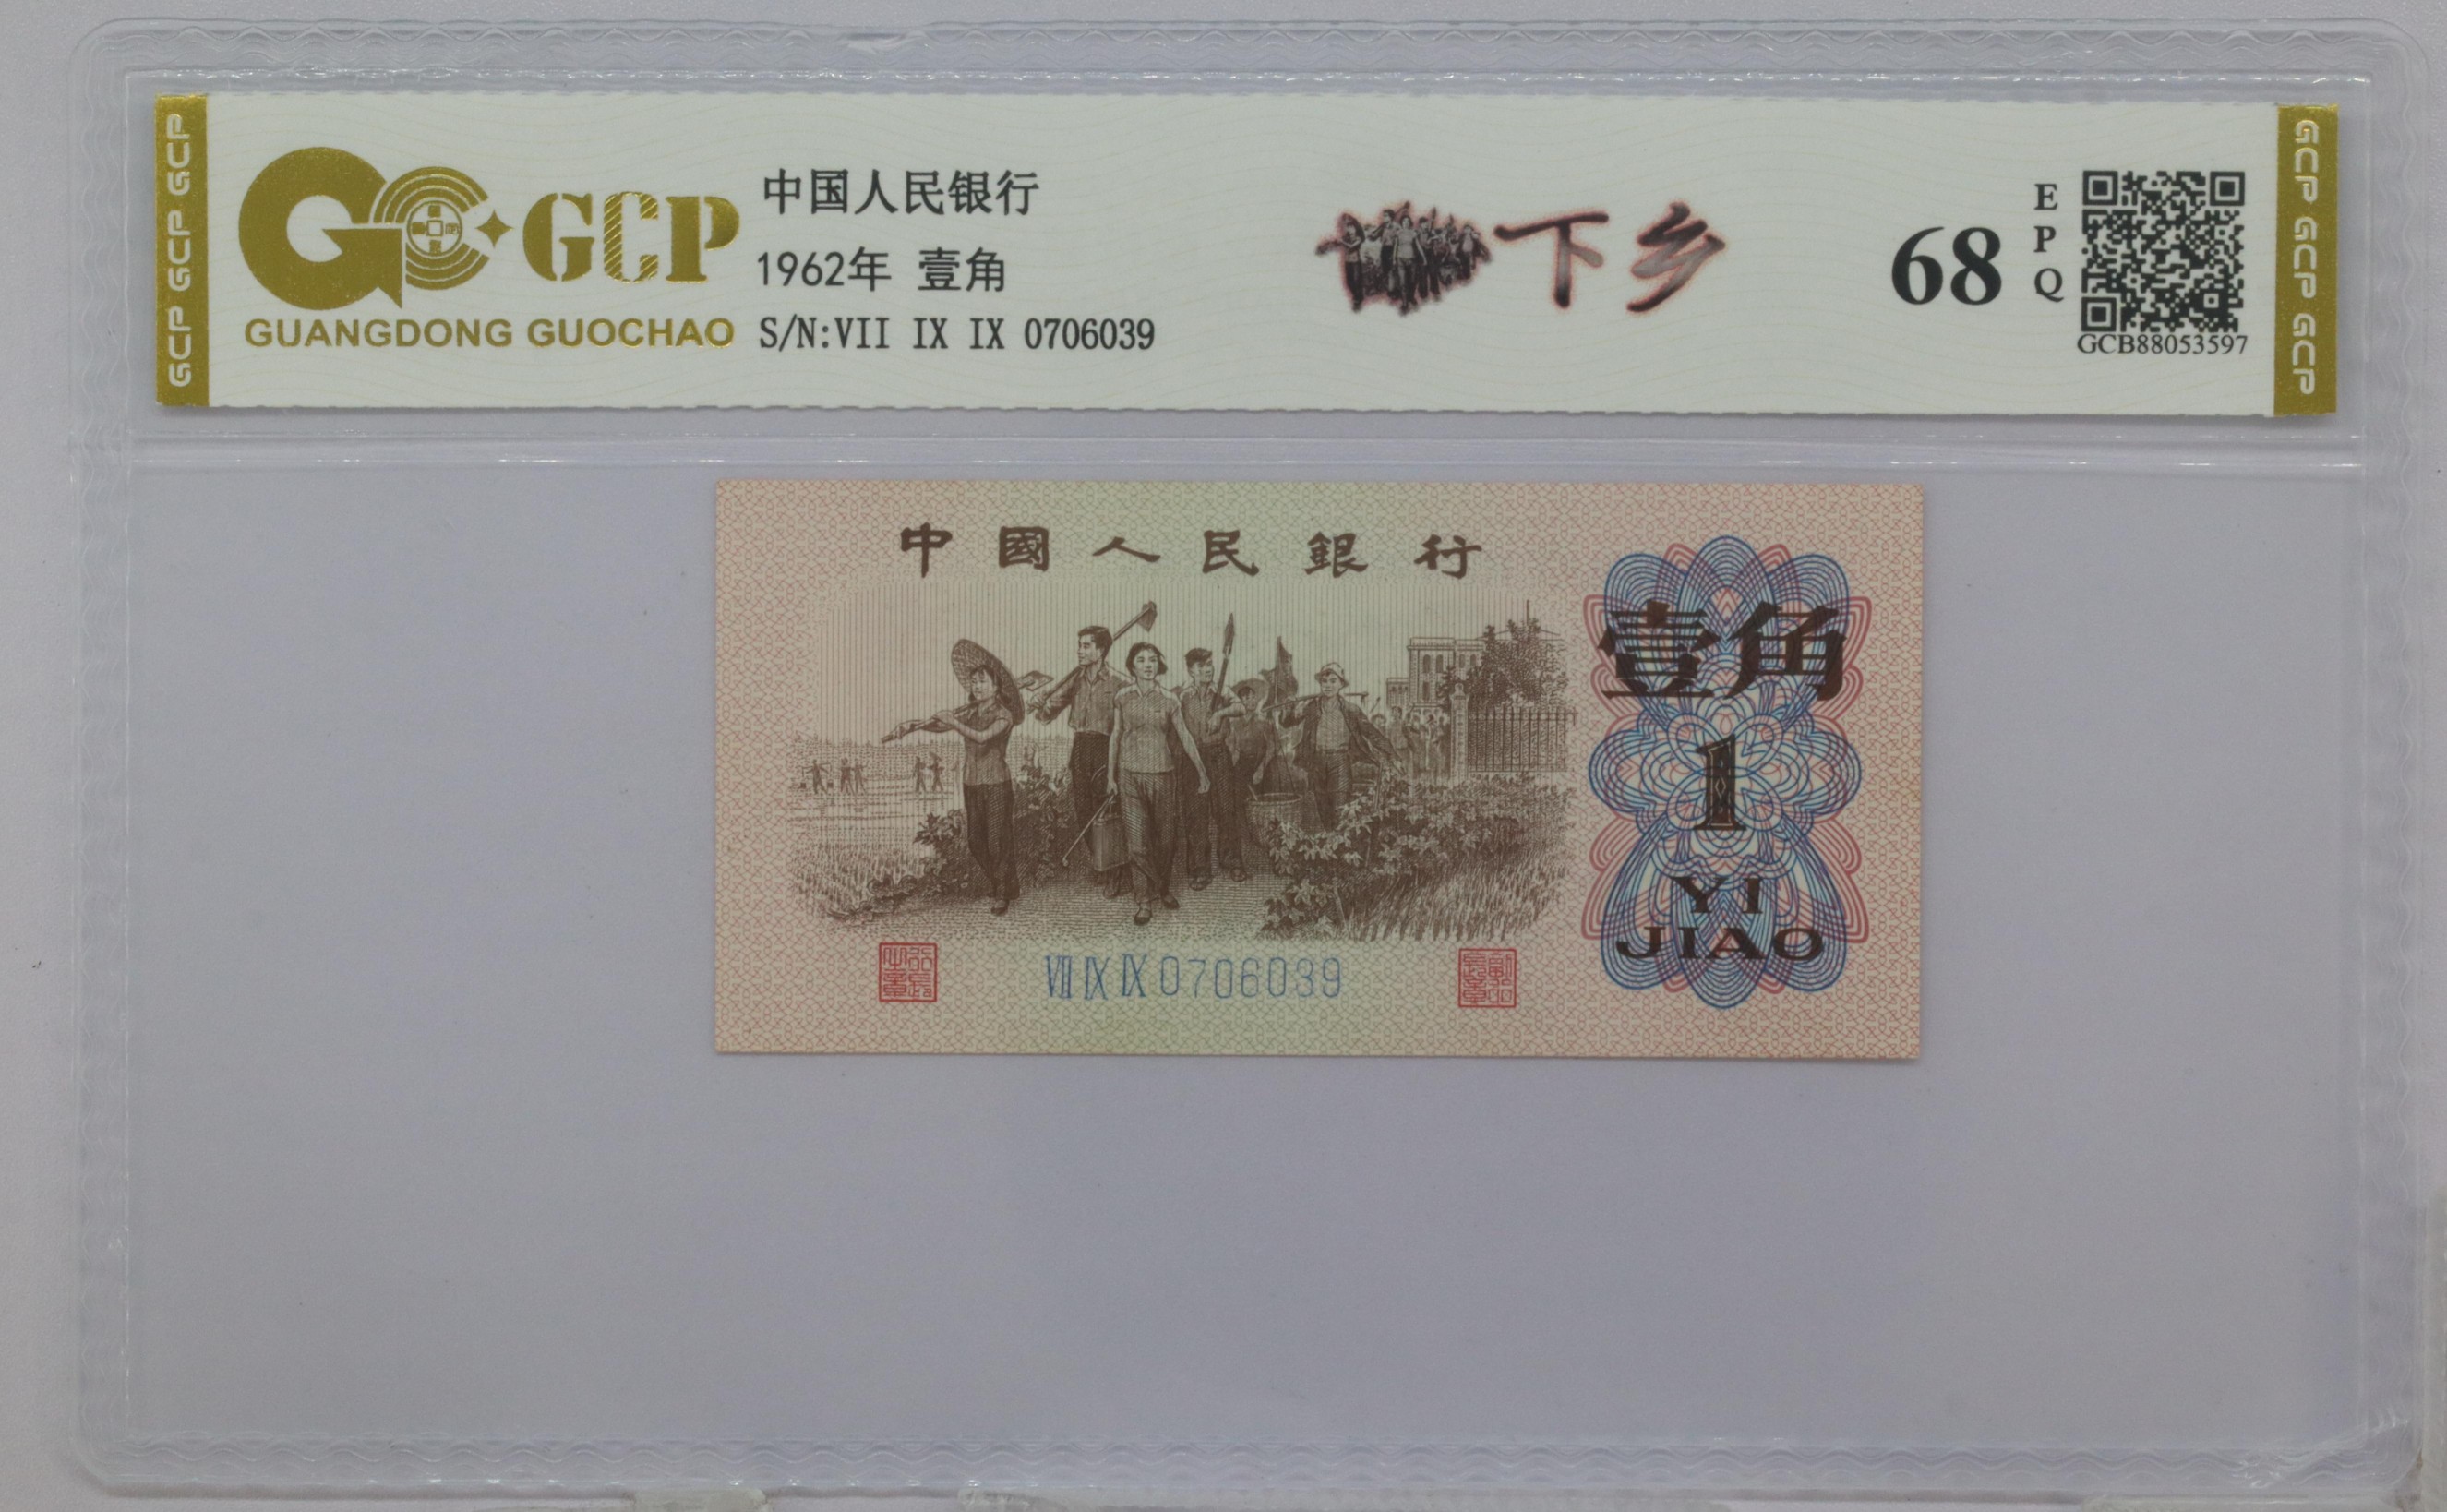 GCP GCP GCP
GCP
GUANGDONG GUOCHAO
中国人民银行
1962年 壹角
S/N:VII IX IX 0706039
下乡
68
EPQ
GCB88053597
GCP GCP GCP
中國人民銀行
壹角
1
YI
JIAO
VII IX IX 0706039